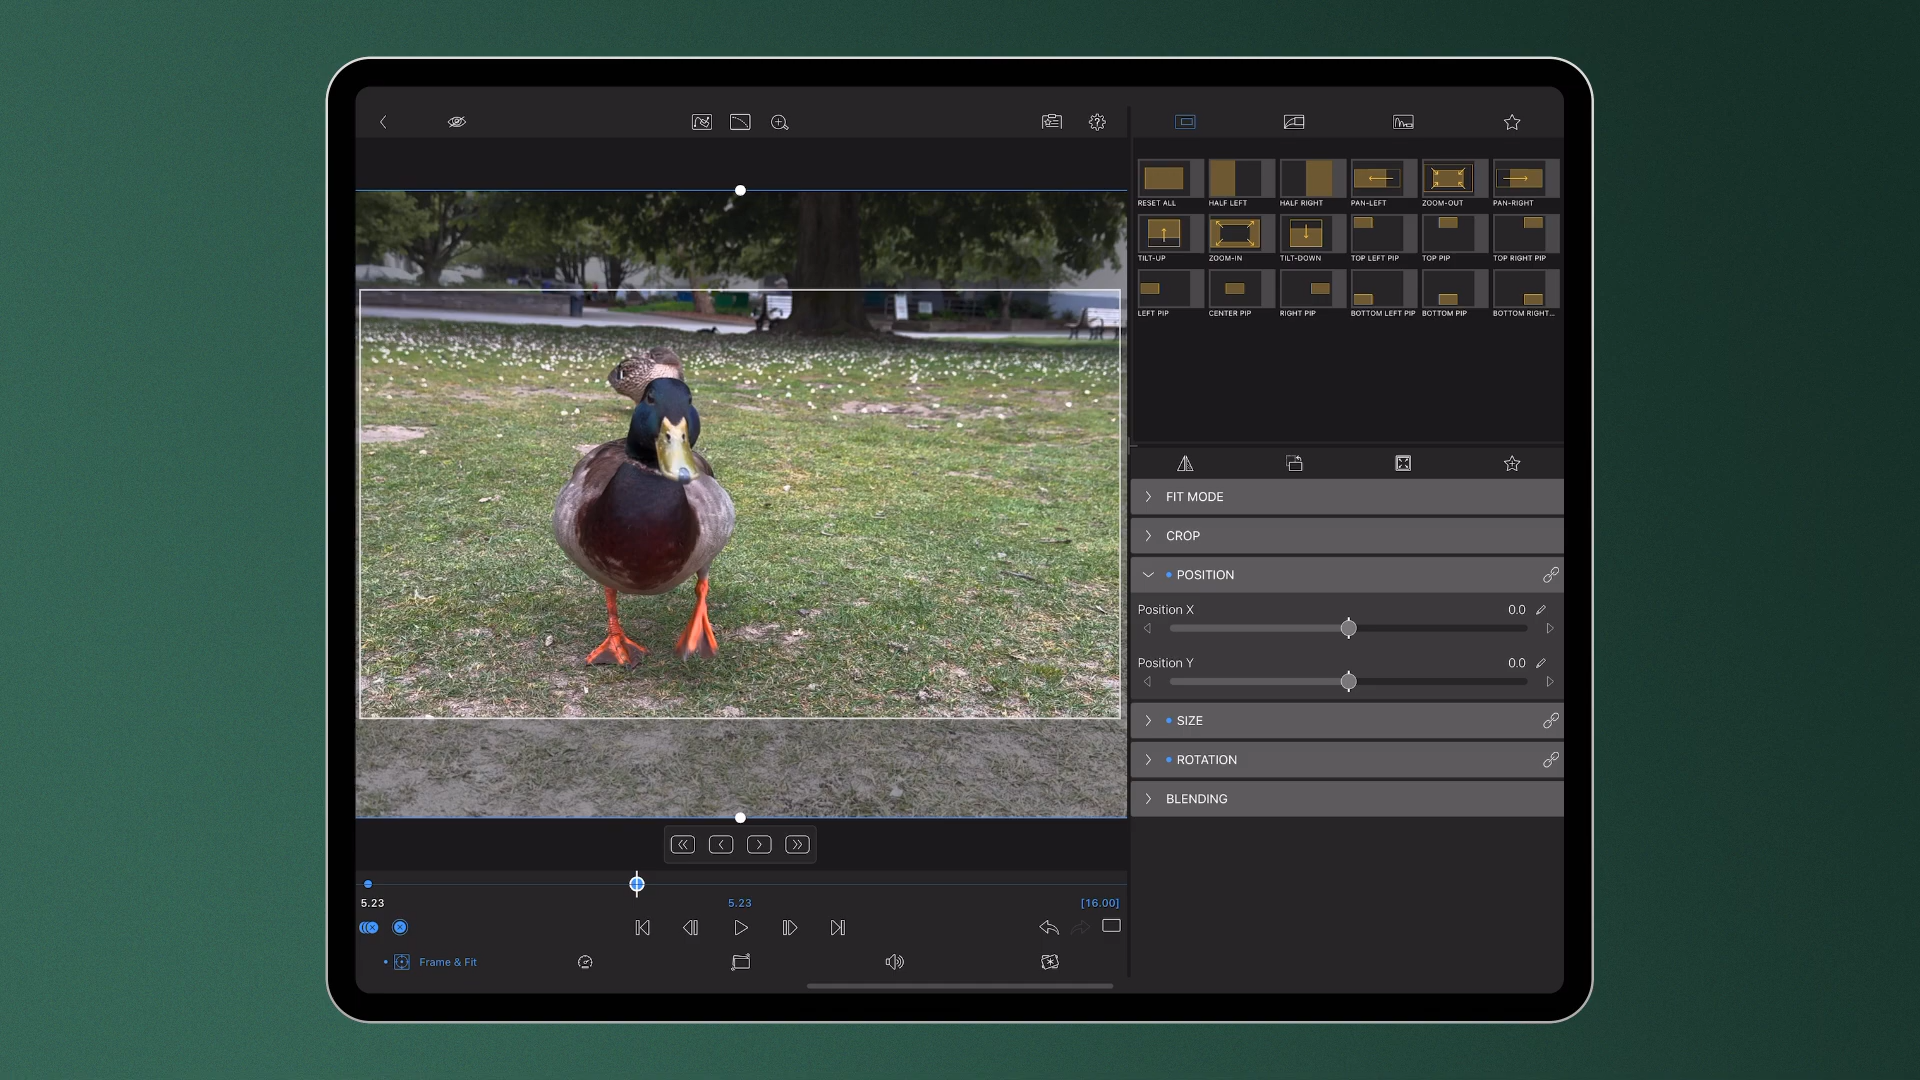 RESET ALL HALF LEFT HALF RIGHT PAN-LEFT ZOOM-OUT PAN-RIGHT
TILT-UP ZOOM-IN TILT-DOWN TOP LEFT PIP TOP PIP TOP RIGHT PIP
LEFT PIP CENTER PIP RIGHT PIP BOTTOM LEFT PIP BOTTOM PIP BOTTOM RIGHT...
FIT MODE
CROP
POSITION
Position X 0.0
Position Y 0.0
SIZE
ROTATION
BLENDING
5.23 5.23 [16.00]
Frame & Fit